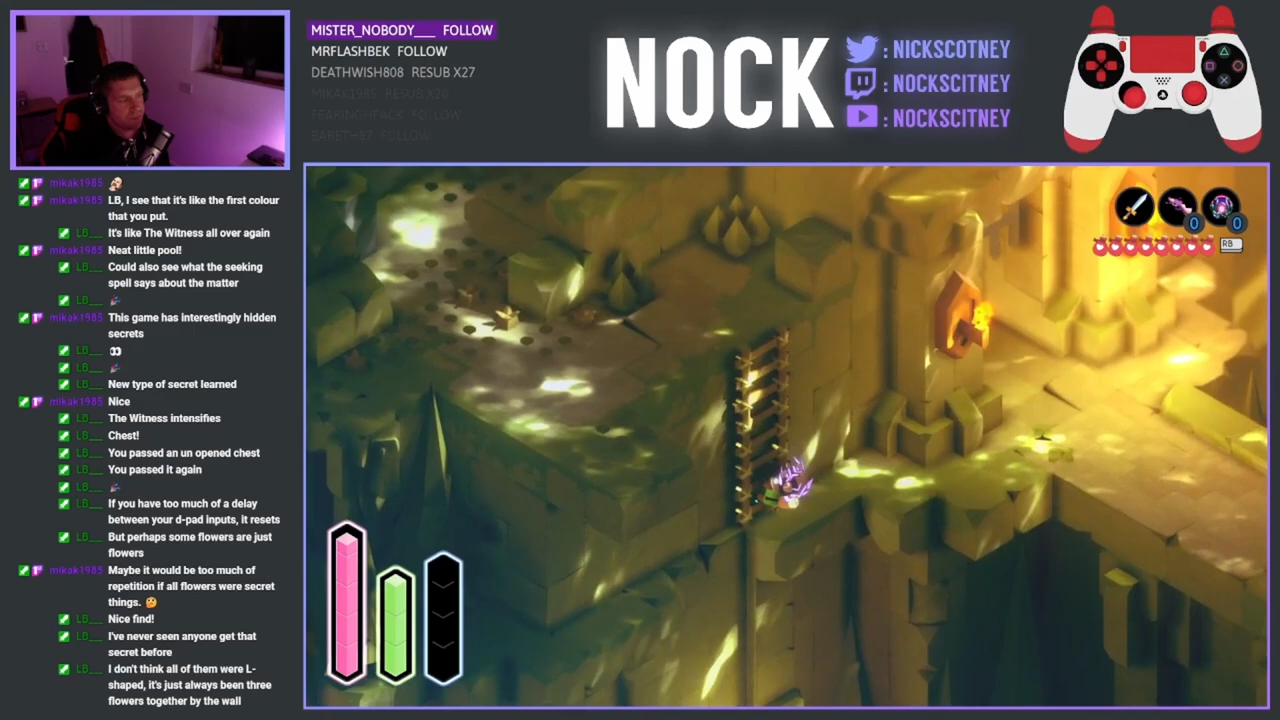 MISTER_NOBODY___ FOLLOW
MRFLASHBEK FOLLOW
DEATHWISH808 RESUB X27
MIKAK1985 RESUB X20
FEAKINGHFACK FOLLOW
BARETH87 FOLLOW
NOCK
: NICKSCOTNEY
: NOCKSCITNEY
: NOCKSCITNEY
mikak1985
mikak1985 LB, I see that it's like the first colour
that you put.
LB___ It's like The Witness all over again
mikak1985 Neat little pool!
LB___ Could also see what the seeking
spell says about the matter
LB___
mikak1985 This game has interestingly hidden
secrets
LB___
LB___
LB___ New type of secret learned
mikak1985 Nice
LB___ The Witness intensifies
LB___ Chest!
LB___ You passed an un opened chest
LB___ You passed it again
LB___
LB___ If you have too much of a delay
between your d-pad inputs, it resets
LB___ But perhaps some flowers are just
flowers
mikak1985 Maybe it would be too much of
repetition if all flowers were secret
things.
LB___ Nice find!
LB___ I've never seen anyone get that
secret before
LB___ I don't think all of them were L-
shaped, it's just always been three
flowers together by the wall
0 0
RB